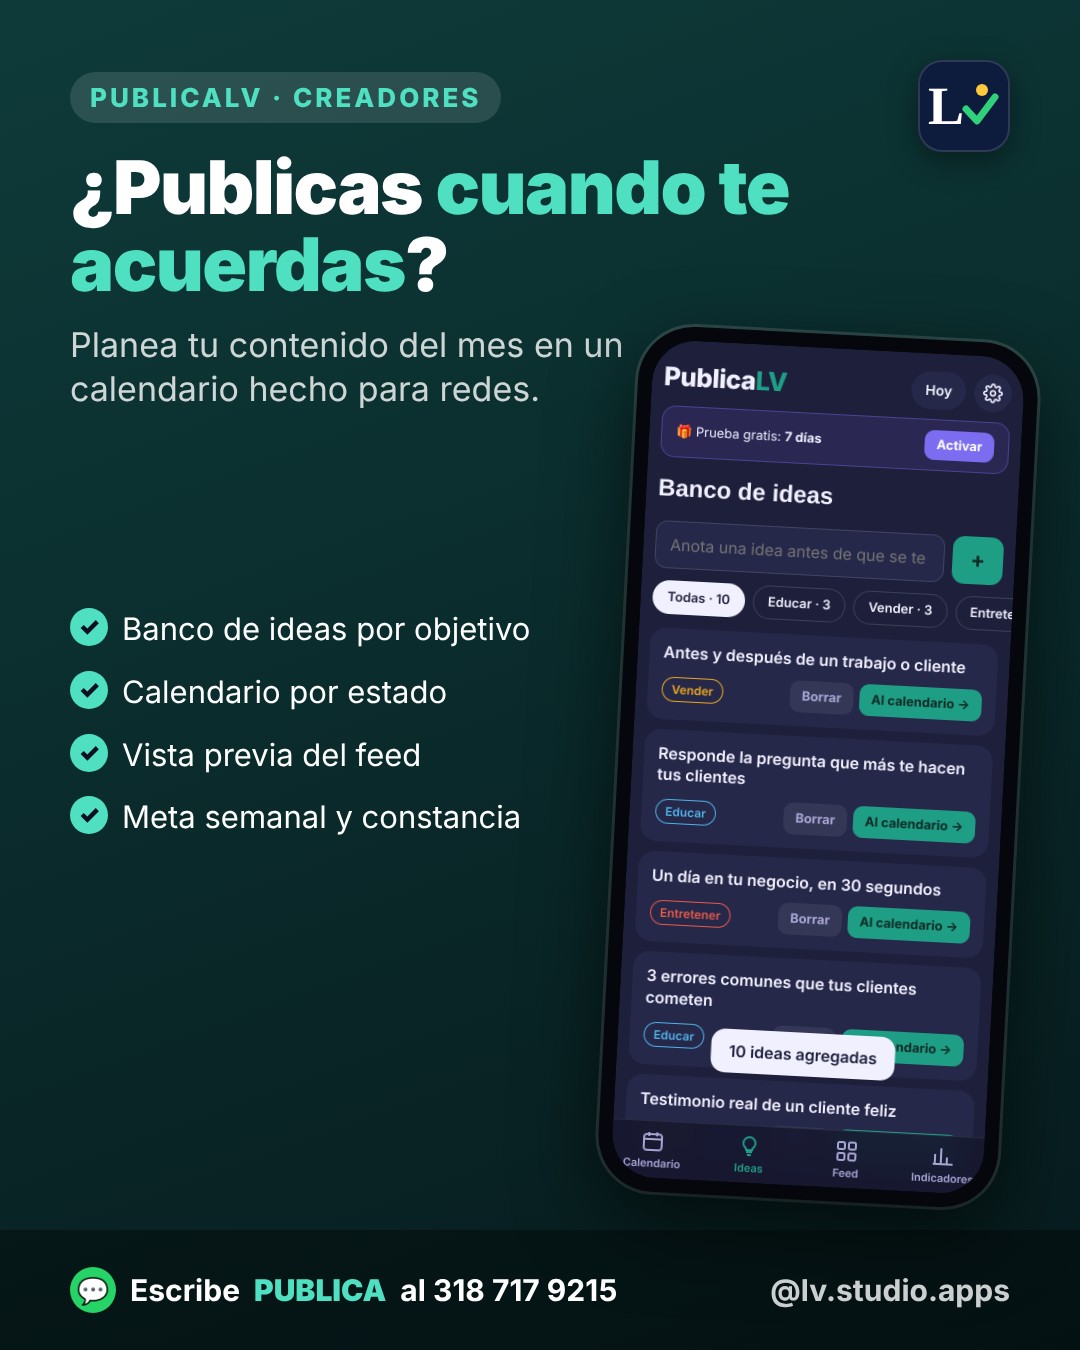 PUBLICALV · CREADORES
L
¿Publicas cuando te
acuerdas?
Planea tu contenido del mes en un
calendario hecho para redes.
Banco de ideas por objetivo
Calendario por estado
Vista previa del feed
Meta semanal y constancia
PublicaLV
Hoy
Prueba gratis: 7 días
Activar
Banco de ideas
Anota una idea antes de que se te
+
Todas · 10
Educar · 3
Vender · 3
Entrete
Antes y después de un trabajo o cliente
Vender
Borrar
Al calendario →
Responde la pregunta que más te hacen
tus clientes
Educar
Borrar
Al calendario →
Un día en tu negocio, en 30 segundos
Entretener
Borrar
Al calendario →
3 errores comunes que tus clientes
cometen
Educar
ndario →
10 ideas agregadas
Testimonio real de un cliente feliz
Calendario
Ideas
Feed
Indicadores
Escribe PUBLICA al 318 717 9215
@lv.studio.apps